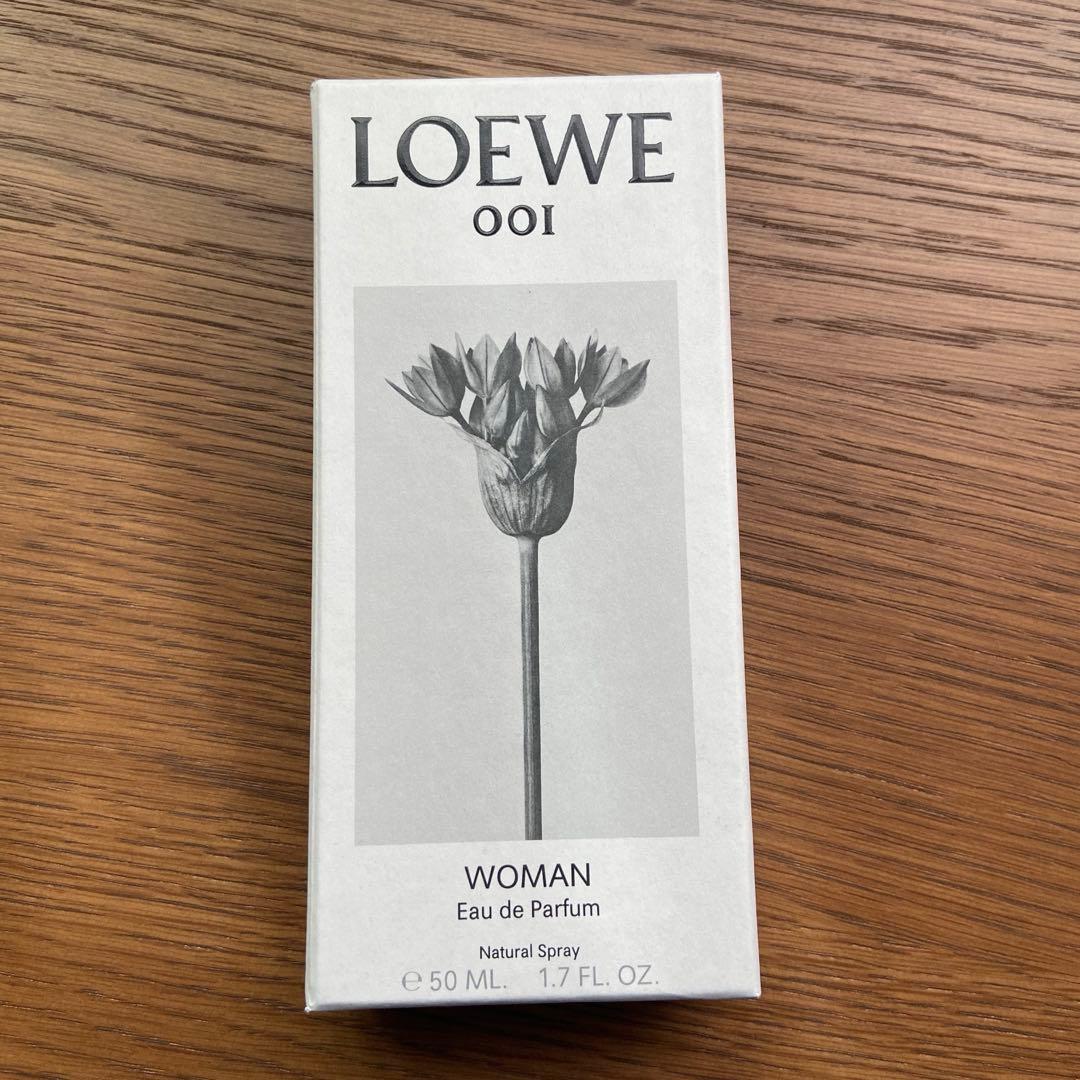 LOEWE
001
WOMAN
Eau de Parfum
Natural Spray
℮ 50 ML. 1.7 FL. OZ.